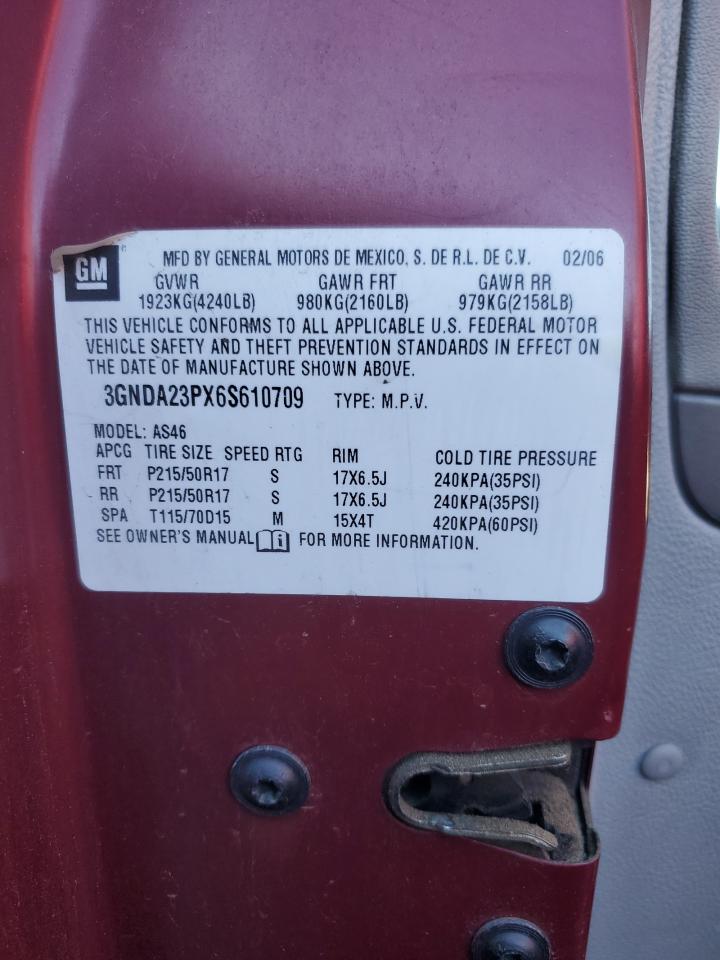 GM
MFD BY GENERAL MOTORS DE MEXICO, S. DE R.L. DE C.V. 02/06
GVWR GAWR FRT GAWR RR
1923KG(4240LB) 980KG(2160LB) 979KG(2158LB)
THIS VEHICLE CONFORMS TO ALL APPLICABLE U.S. FEDERAL MOTOR
VEHICLE SAFETY AND THEFT PREVENTION STANDARDS IN EFFECT ON
THE DATE OF MANUFACTURE SHOWN ABOVE.
3GNDA23PX6S610709 TYPE: M.P.V.
MODEL: AS46
APCG TIRE SIZE SPEED RTG RIM COLD TIRE PRESSURE
FRT P215/50R17 S 17X6.5J 240KPA(35PSI)
RR P215/50R17 S 17X6.5J 240KPA(35PSI)
SPA T115/70D15 M 15X4T 420KPA(60PSI)
SEE OWNER'S MANUAL i FOR MORE INFORMATION.